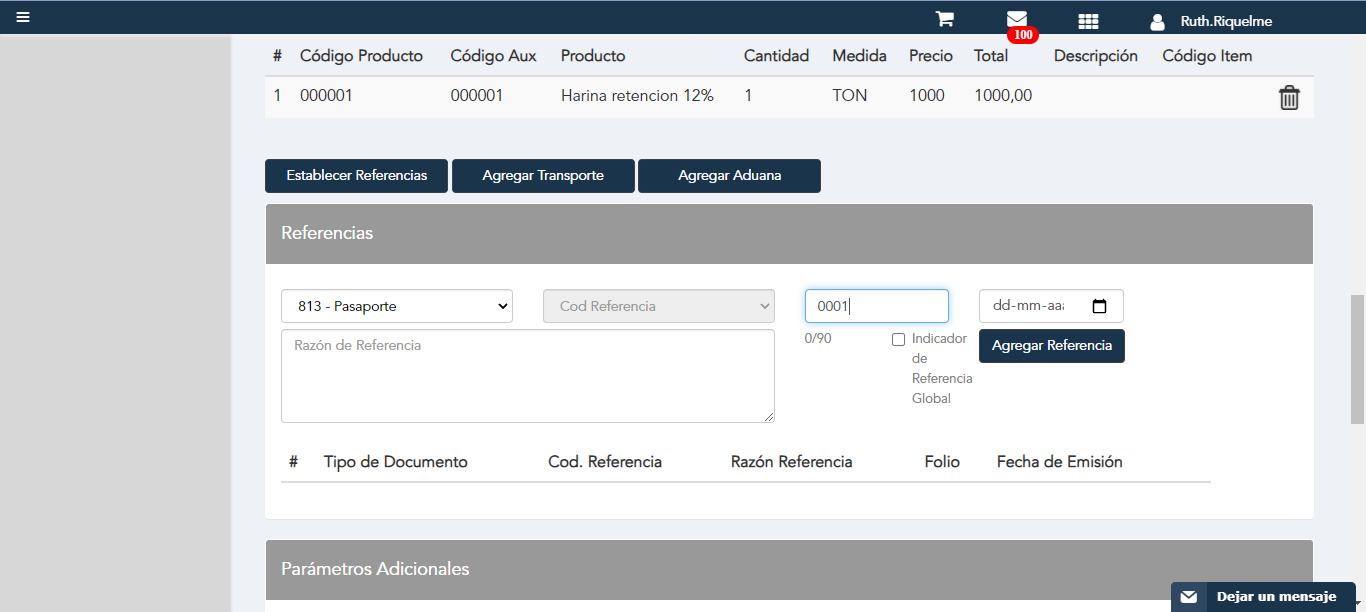 Ruth.Riquelme
100
# Código Producto Código Aux Producto Cantidad Medida Precio Total Descripción Código Item
1 000001 000001 Harina retencion 12% 1 TON 1000 1000,00
Establecer Referencias Agregar Transporte Agregar Aduana
Referencias
813 - Pasaporte Cod Referencia 0001 dd-mm-aaa
Razón de Referencia 0/90 Indicador Agregar Referencia
de
Referencia
Global
# Tipo de Documento Cod. Referencia Razón Referencia Folio Fecha de Emisión
Parámetros Adicionales
Dejar un mensaje